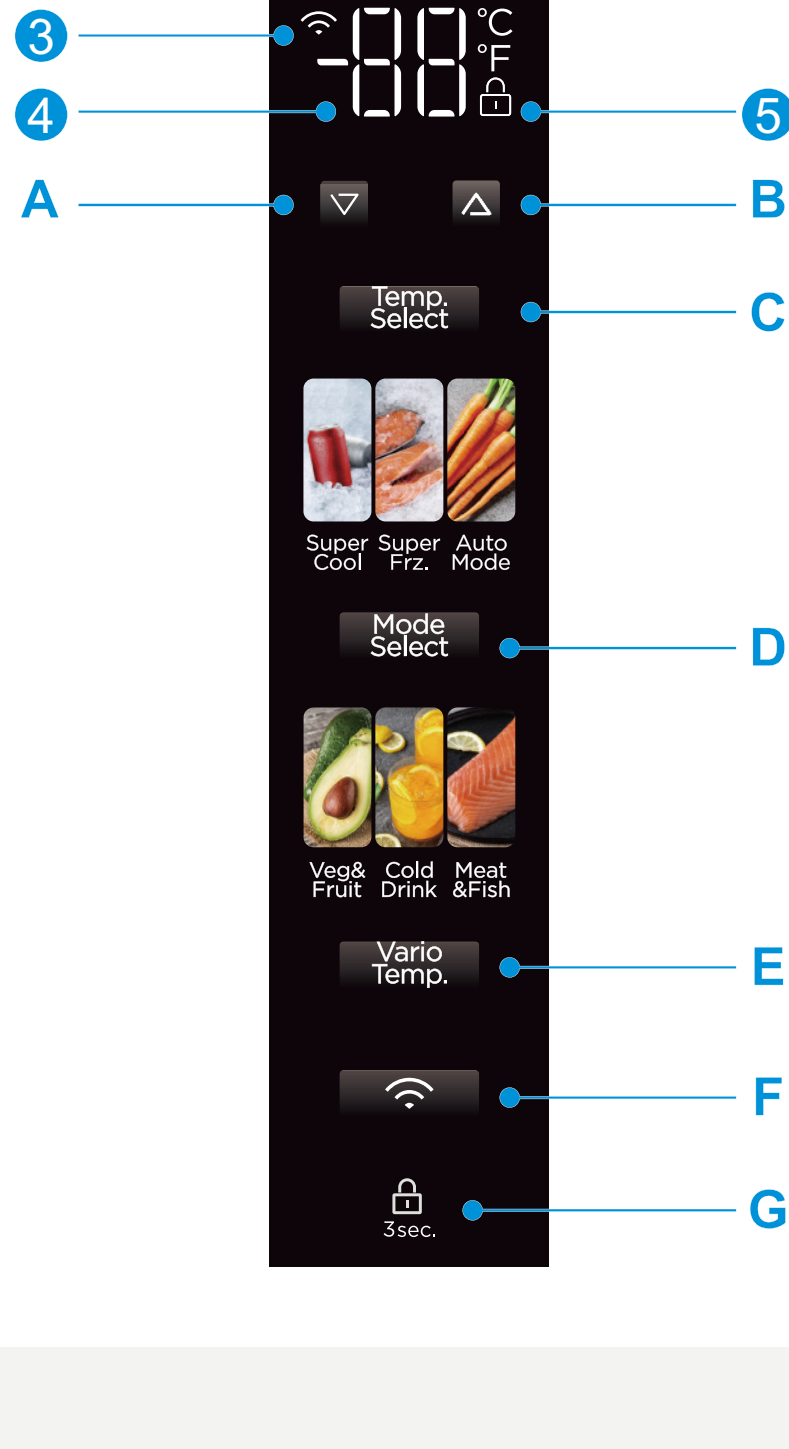 3
-88 °C
°F
4
5
A
B
Temp.
Select
C
Super Super Auto
Cool Frz. Mode
Mode
Select
D
Veg& Cold Meat
Fruit Drink &Fish
Vario
Temp.
E
F
G
3sec.